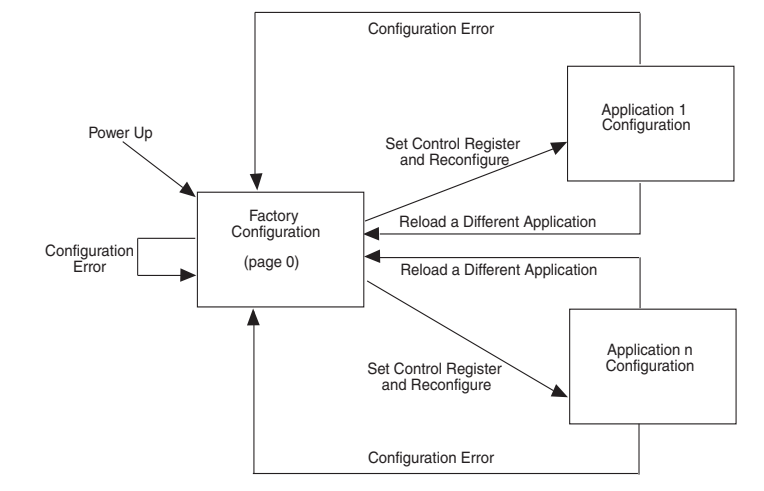 Configuration Error
Application 1
Configuration
Power Up
Set Control Register
and Reconfigure
Factory
Configuration
(page 0)
Reload a Different Application
Configuration
Error
Reload a Different Application
Application n
Configuration
Set Control Register
and Reconfigure
Configuration Error